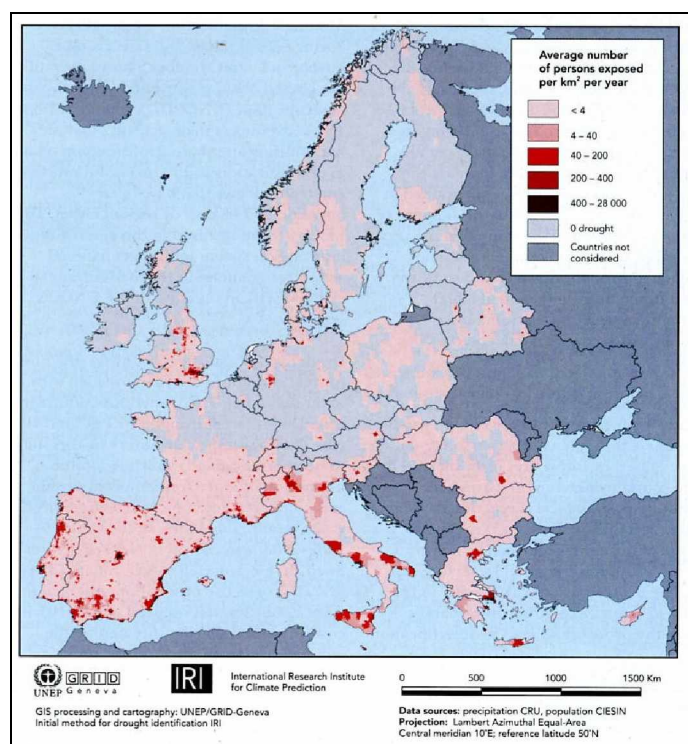 Average number
of persons exposed
per km² per year
< 4
4 – 40
40 – 200
200 – 400
400 – 28 000
0 drought
Countries not
considered
UNEP
GRID
Geneva
IRI
International Research Institute
for Climate Prediction
0 500 1000 1500 Km
GIS processing and cartography: UNEP/GRID-Geneva
Initial method for drought identification IRI
Data sources: precipitation CRU, population CIESIN
Projection: Lambert Azimuthal Equal-Area
Central meridian 10°E; reference latitude 50°N